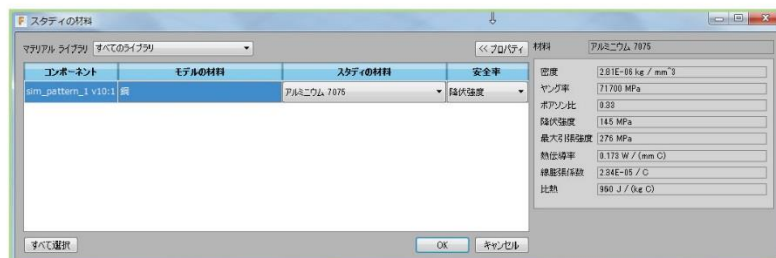 F スタディの材料
マテリアル ライブラリ すべてのライブラリ
<< プロパティ
コンポーネント モデルの材料 スタディの材料 安全率
sim_pattern_1 v10:1 鋼 アルミニウム 7075 降伏強度
すべて選択
OK キャンセル
材料 アルミニウム 7075
密度 2.81E-06 kg / mm^3
ヤング率 71700 MPa
ポアソン比 0.33
降伏強度 145 MPa
最大引張強度 276 MPa
熱伝導率 0.173 W / (mm C)
線膨張係数 2.34E-05 / C
比熱 960 J / (kg C)